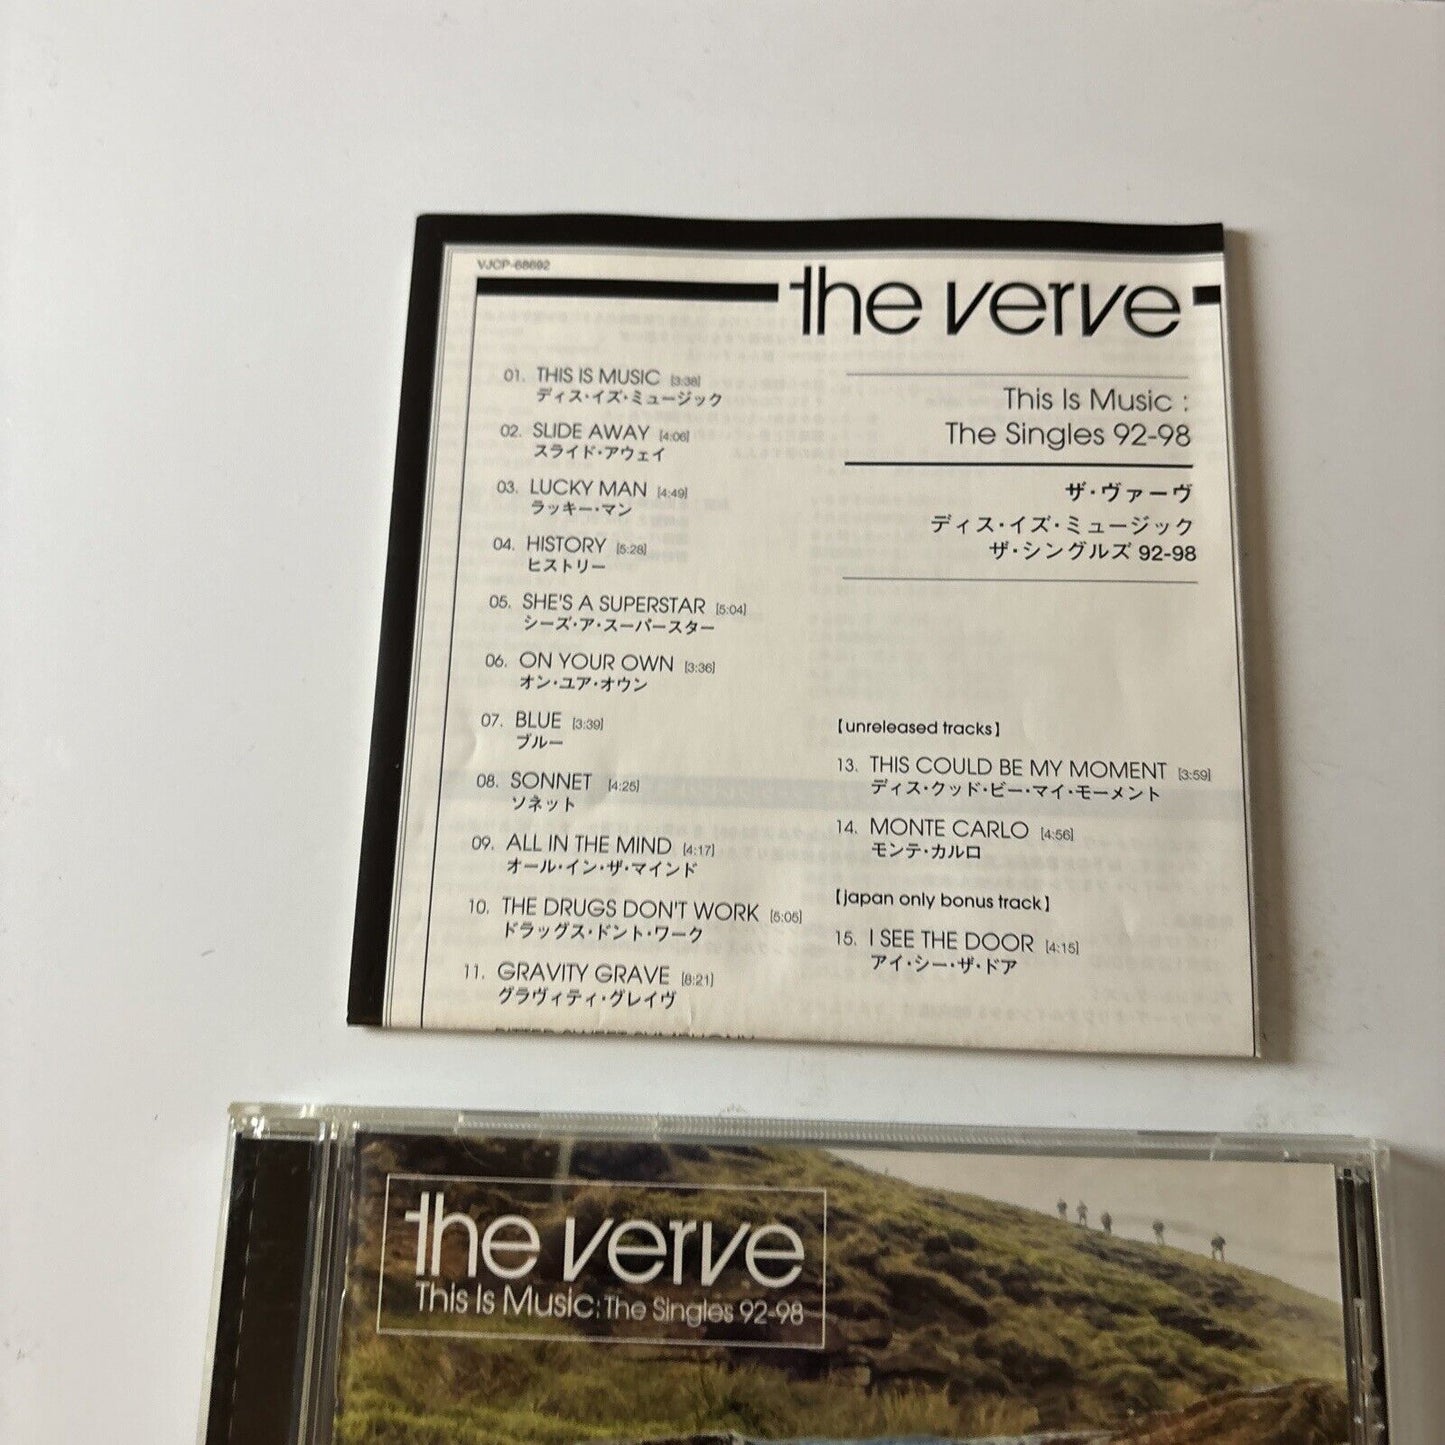 VJCP-68692
the verve
01. THIS IS MUSIC [3:38]
ディス・イズ・ミュージック
02. SLIDE AWAY [4:06]
スライド・アウェイ
03. LUCKY MAN [4:49]
ラッキー・マン
04. HISTORY [5:28]
ヒストリー
05. SHE'S A SUPERSTAR [5:04]
シーズ・ア・スーパースター
06. ON YOUR OWN [3:36]
オン・ユア・オウン
07. BLUE [3:39]
ブルー
08. SONNET [4:25]
ソネット
09. ALL IN THE MIND [4:17]
オール・イン・ザ・マインド
10. THE DRUGS DON'T WORK [5:05]
ドラッグス・ドント・ワーク
11. GRAVITY GRAVE [8:21]
グラヴィティ・グレイヴ
BITTER SWEET SYMPHONY
This Is Music :
The Singles 92-98
ザ・ヴァーヴ
ディス・イズ・ミュージック
ザ・シングルズ 92-98
【unreleased tracks】
13. THIS COULD BE MY MOMENT [3:59]
ディス・クッド・ビー・マイ・モーメント
14. MONTE CARLO [4:56]
モンテ・カルロ
【japan only bonus track】
15. I SEE THE DOOR [4:15]
アイ・シー・ザ・ドア
the verve
This Is Music: The Singles 92-98